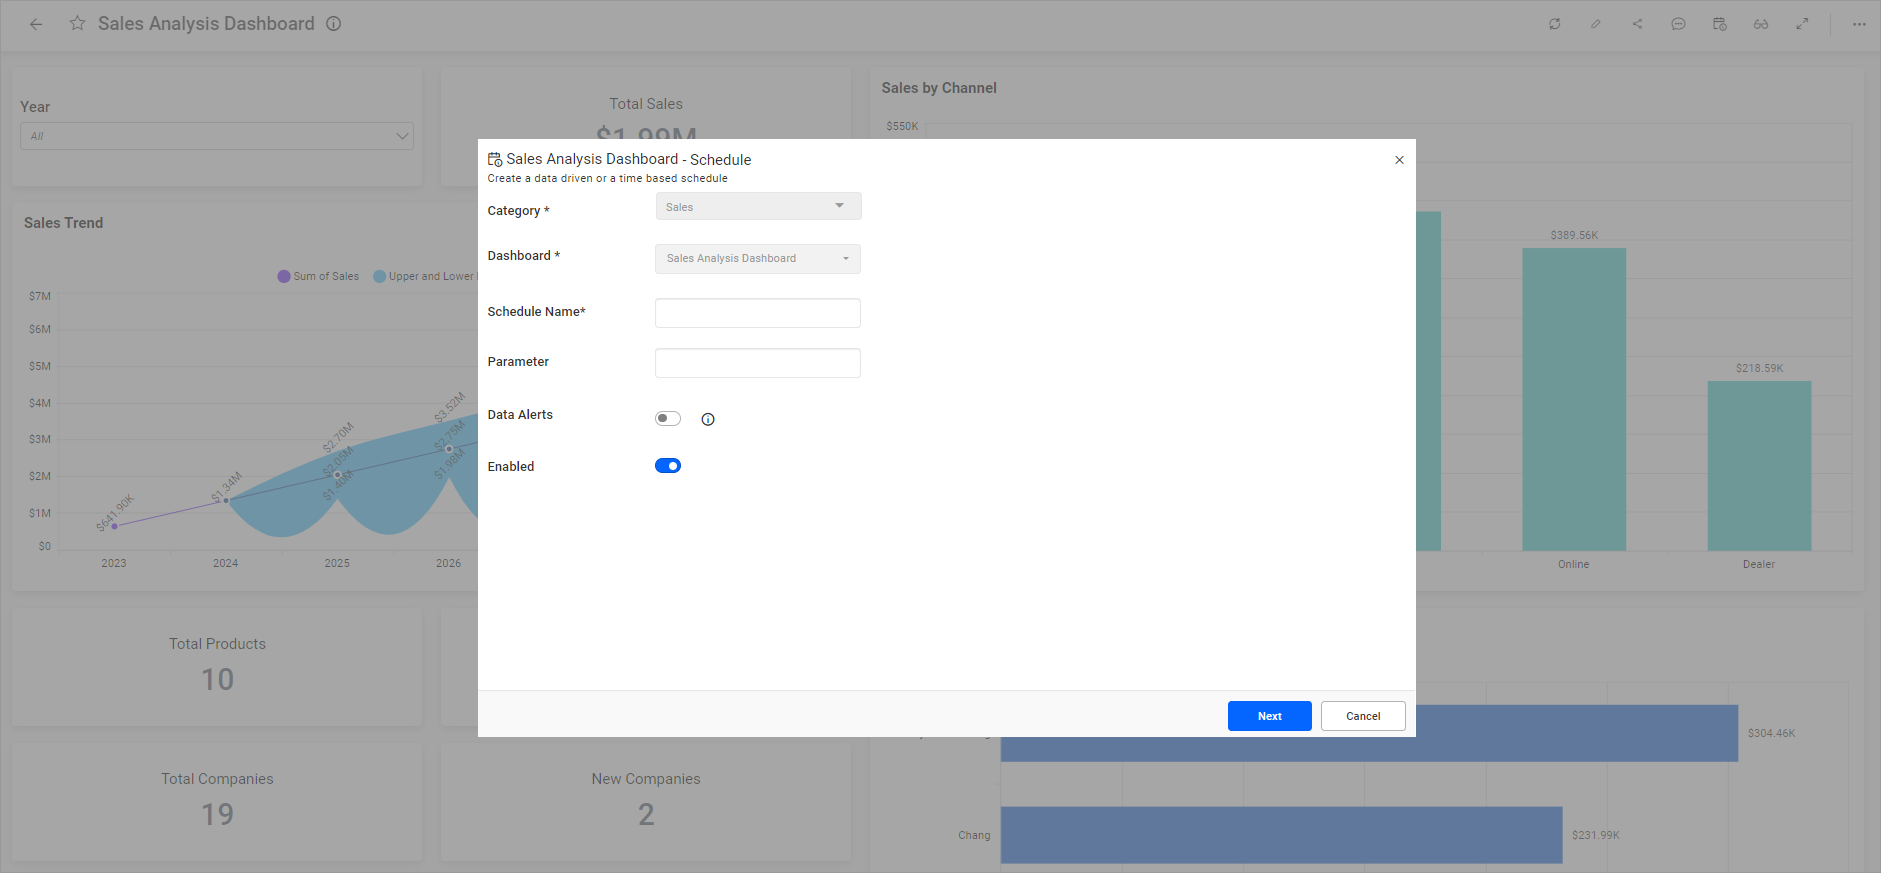 Sales Analysis Dashboard
Year
All
Total Sales
Sales by Channel
$550K
$389.56K
$218.59K
Online
Dealer
Sales Trend
Sum of Sales
Upper and Lower
$7M
$6M
$5M
$4M
$3M
$2M
$1M
$0
$641.90K
$1.34M
$2.70M
$2.05M
$1.40M
$3.52M
$2.75M
$1.98M
2023
2024
2025
2026
Sales Analysis Dashboard - Schedule
Create a data driven or a time based schedule
Category *
Sales
Dashboard *
Sales Analysis Dashboard
Schedule Name*
Parameter
Data Alerts
Enabled
Next
Cancel
Total Products
10
Total Companies
19
New Companies
2
$304.46K
Chang
$231.99K